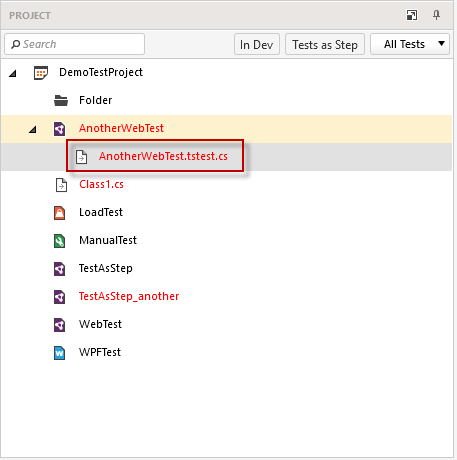 PROJECT
Search In Dev Tests as Step All Tests
DemoTestProject
Folder
AnotherWebTest
AnotherWebTest.tstest.cs
Class1.cs
LoadTest
ManualTest
TestAsStep
TestAsStep_another
WebTest
WPFTest